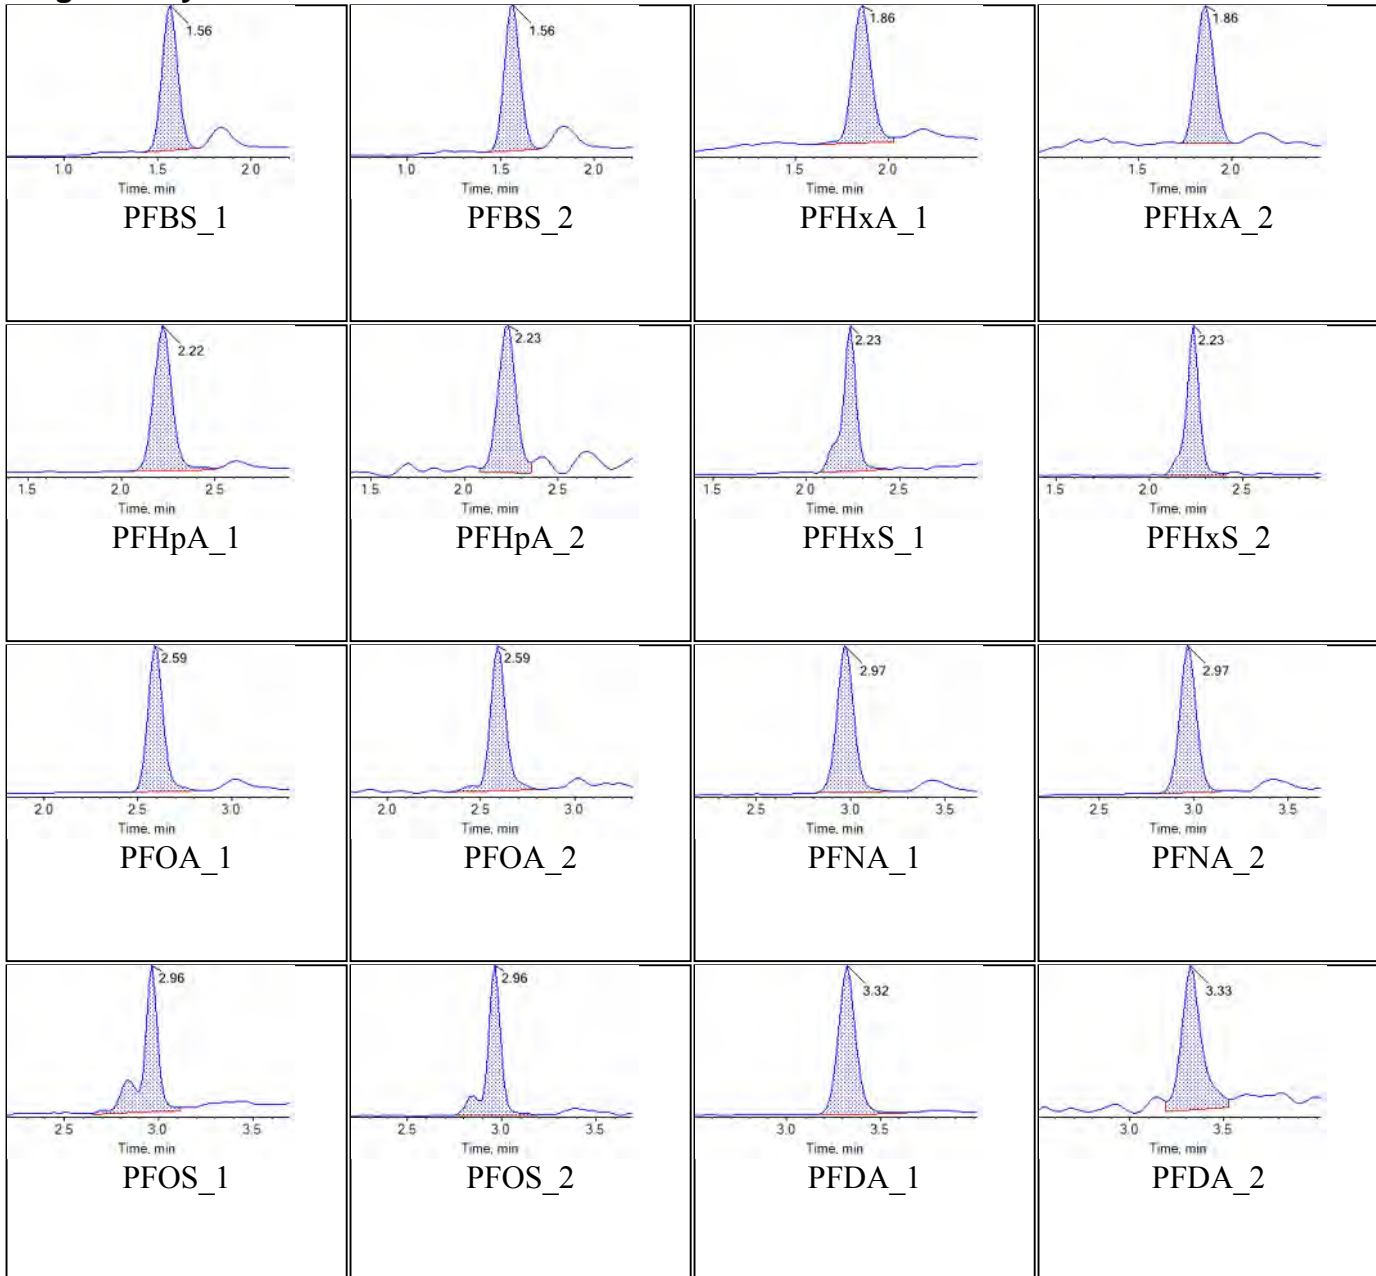 1.56 1.56 1.86 1.86
1.0 1.5 2.0 1.0 1.5 2.0 1.5 2.0 1.5 2.0
Time, min Time, min Time, min Time, min
PFBS_1 PFBS_2 PFHxA_1 PFHxA_2
2.22 2.23 2.23 2.23
1.5 2.0 2.5 1.5 2.0 2.5 1.5 2.0 2.5 1.5 2.0 2.5
Time, min Time, min Time, min Time, min
PFHpA_1 PFHpA_2 PFHxS_1 PFHxS_2
2.59 2.59 2.97 2.97
2.0 2.5 3.0 2.0 2.5 3.0 2.5 3.0 3.5 2.5 3.0 3.5
Time, min Time, min Time, min Time, min
PFOA_1 PFOA_2 PFNA_1 PFNA_2
2.96 2.96 3.32 3.33
2.5 3.0 3.5 2.5 3.0 3.5 3.0 3.5 3.0 3.5
Time, min Time, min Time, min Time, min
PFOS_1 PFOS_2 PFDA_1 PFDA_2